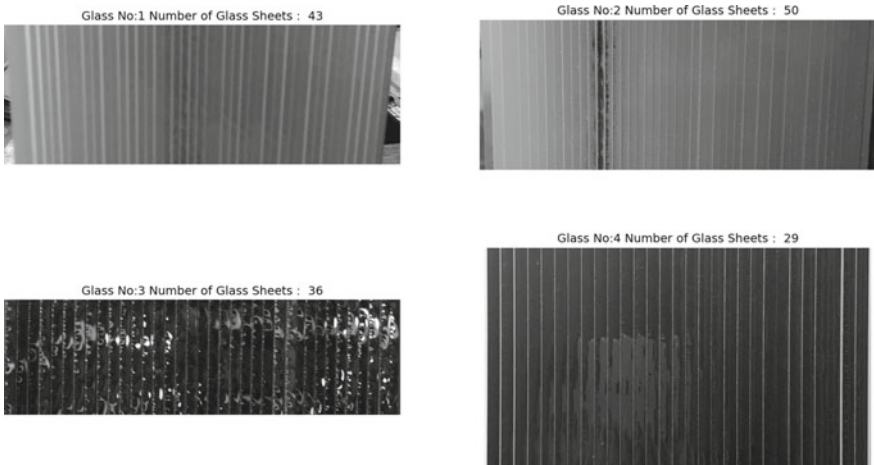 Glass No:1 Number of Glass Sheets :  43
Glass No:2 Number of Glass Sheets :  50
Glass No:3 Number of Glass Sheets :  36
Glass No:4 Number of Glass Sheets :  29